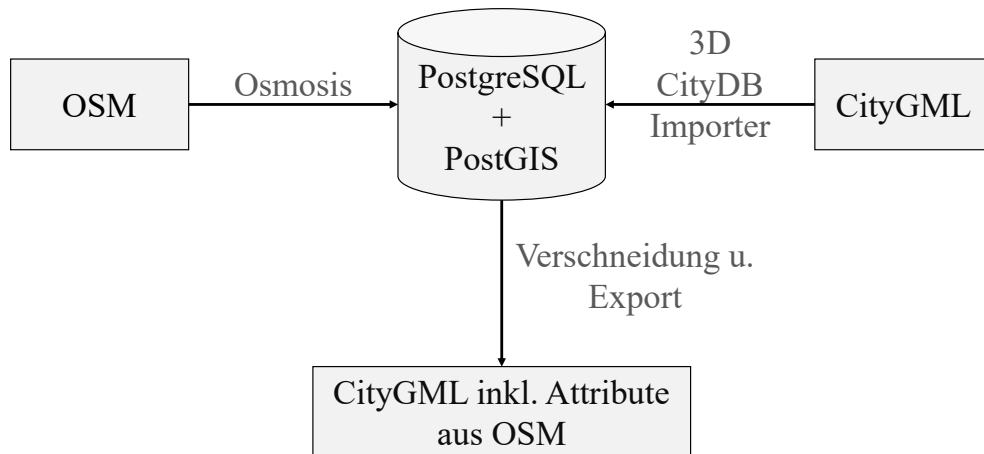 OSM
Osmosis
PostgreSQL
+
PostGIS
3D
CityDB
Importer
CityGML
Verschneidung u.
Export
CityGML inkl. Attribute
aus OSM